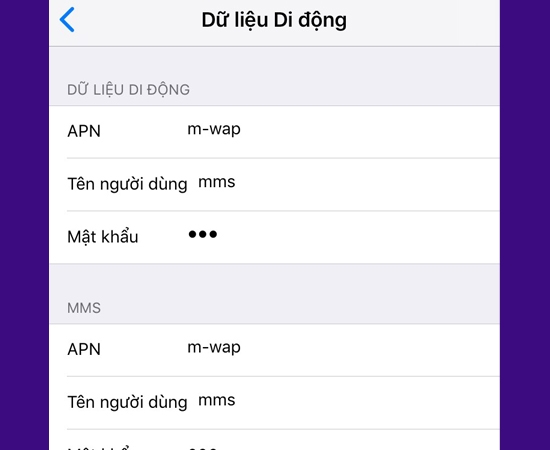 Dữ liệu Di động
DỮ LIỆU DI ĐỘNG
APN m-wap
Tên người dùng mms
Mật khẩu •••
MMS
APN m-wap
Tên người dùng mms